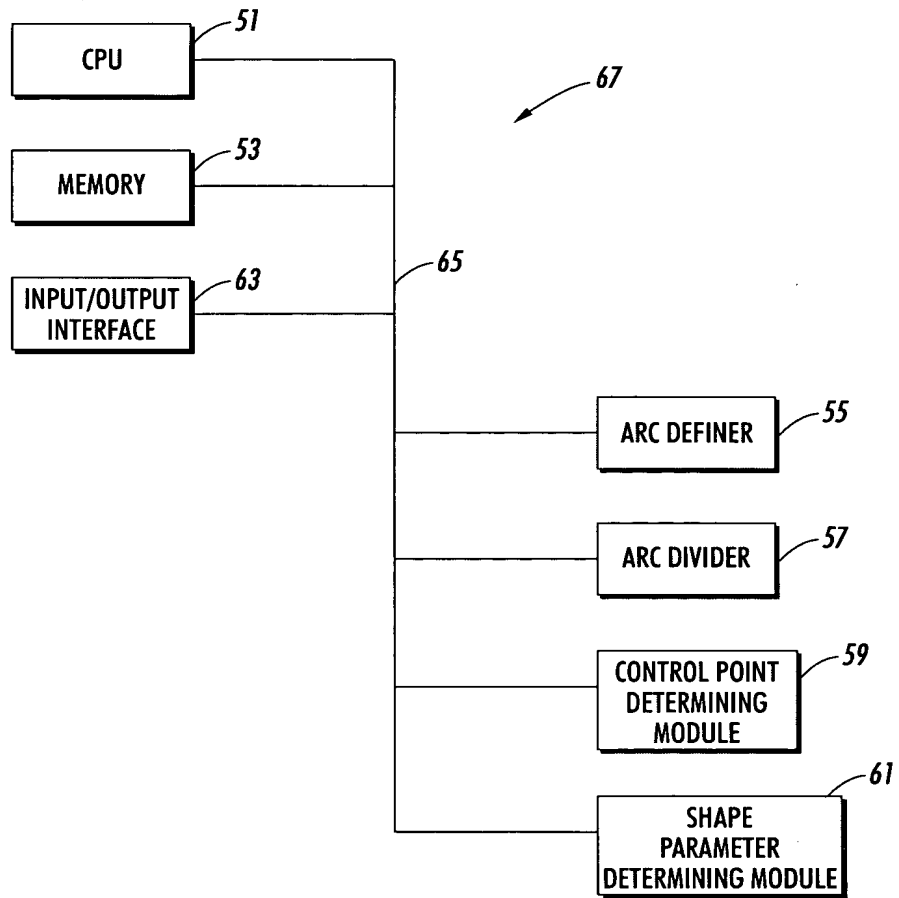 51
CPU
67
53
MEMORY
65
63
INPUT/OUTPUT
INTERFACE
55
ARC DEFINER
57
ARC DIVIDER
59
CONTROL POINT
DETERMINING
MODULE
61
SHAPE
PARAMETER
DETERMINING MODULE